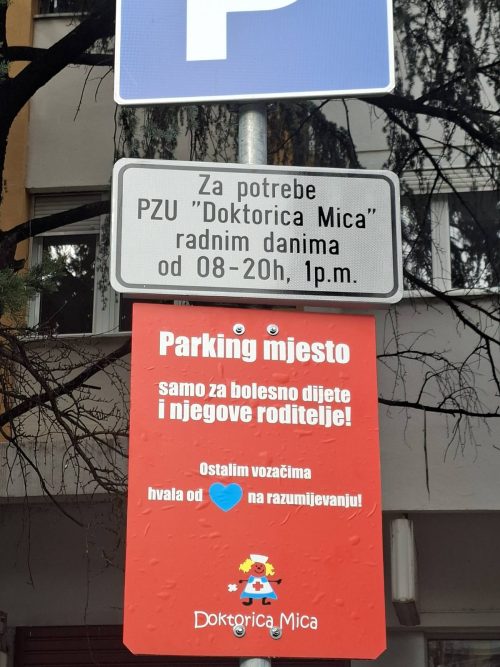 P
Za potrebe
PZU "Doktorica Mica"
radnim danima
od 08-20h, 1p.m.
Parking mjesto
samo za bolesno dijete
i njegove roditelje!
Ostalim vozačima
hvala od na razumijevanju!
Doktorica Mica